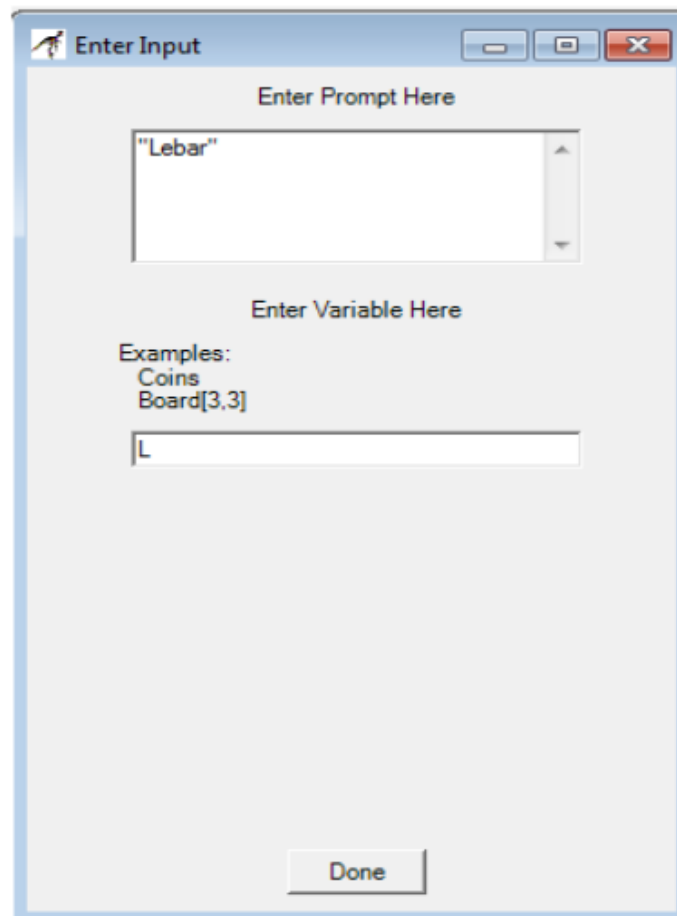 Enter Input
Enter Prompt Here
"Lebar"
Enter Variable Here
Examples:
Coins
Board[3,3]
L
Done